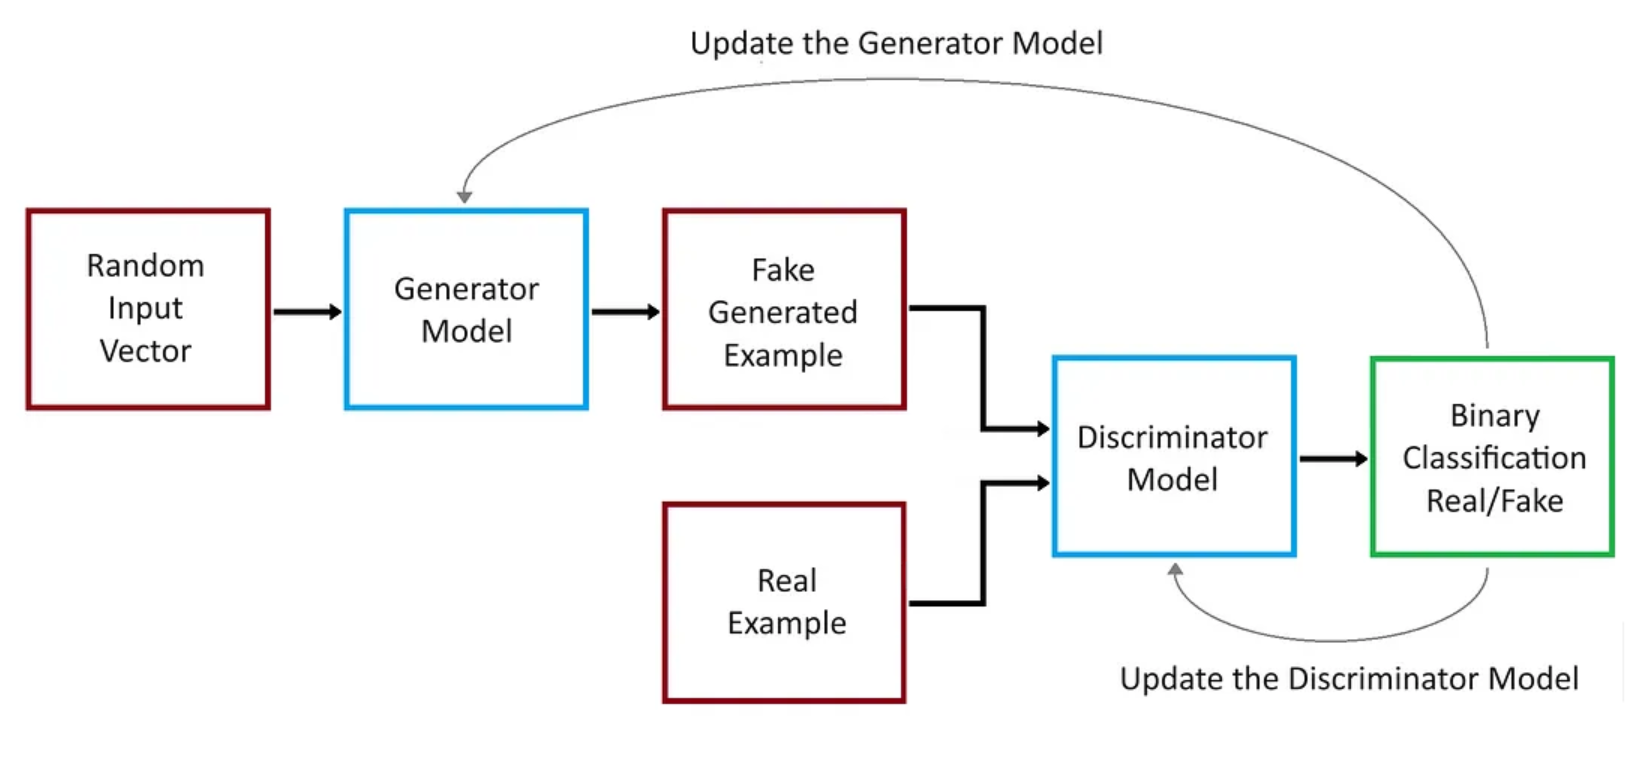 Update the Generator Model
Random
Input
Vector
Generator
Model
Fake
Generated
Example
Real
Example
Discriminator
Model
Binary
Classification
Real/Fake
Update the Discriminator Model